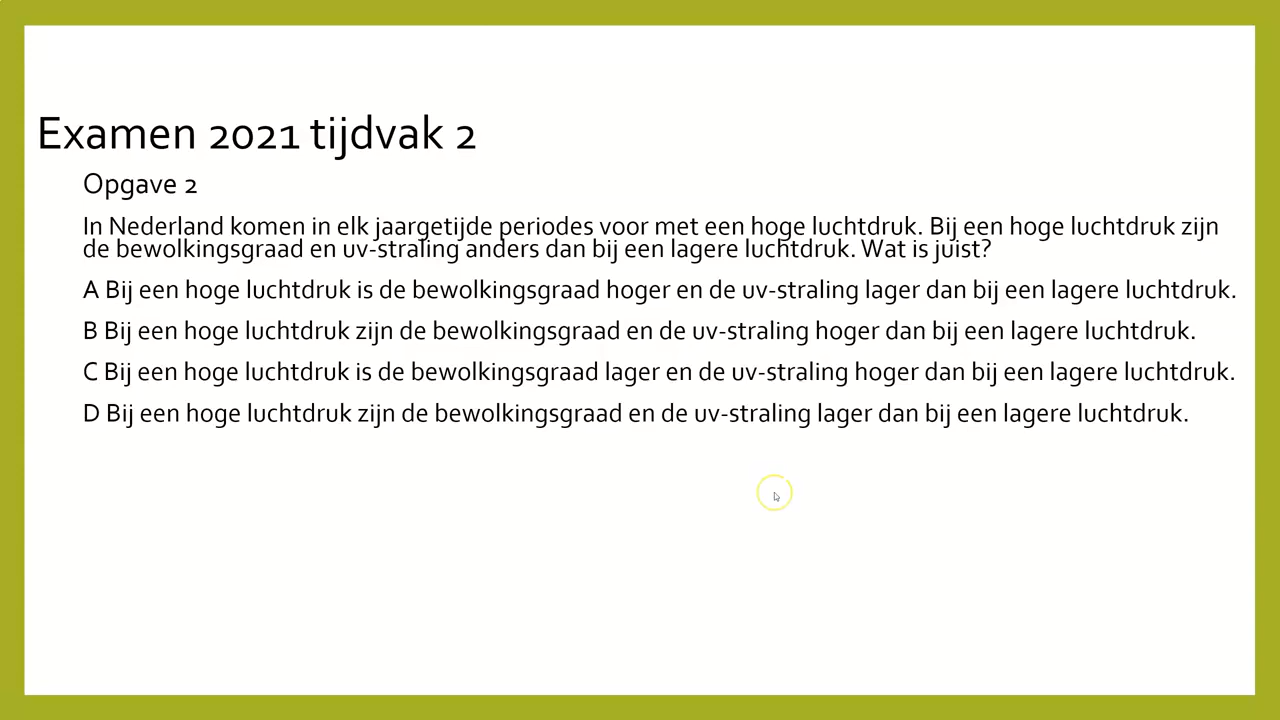 Examen 2021 tijdvak 2
Opgave 2
In Nederland komen in elk jaargetijde periodes voor met een hoge luchtdruk. Bij een hoge luchtdruk zijn
de bewolkingsgraad en uv-straling anders dan bij een lagere luchtdruk. Wat is juist?
A Bij een hoge luchtdruk is de bewolkingsgraad hoger en de uv-straling lager dan bij een lagere luchtdruk.
B Bij een hoge luchtdruk zijn de bewolkingsgraad en de uv-straling hoger dan bij een lagere luchtdruk.
C Bij een hoge luchtdruk is de bewolkingsgraad lager en de uv-straling hoger dan bij een lagere luchtdruk.
D Bij een hoge luchtdruk zijn de bewolkingsgraad en de uv-straling lager dan bij een lagere luchtdruk.